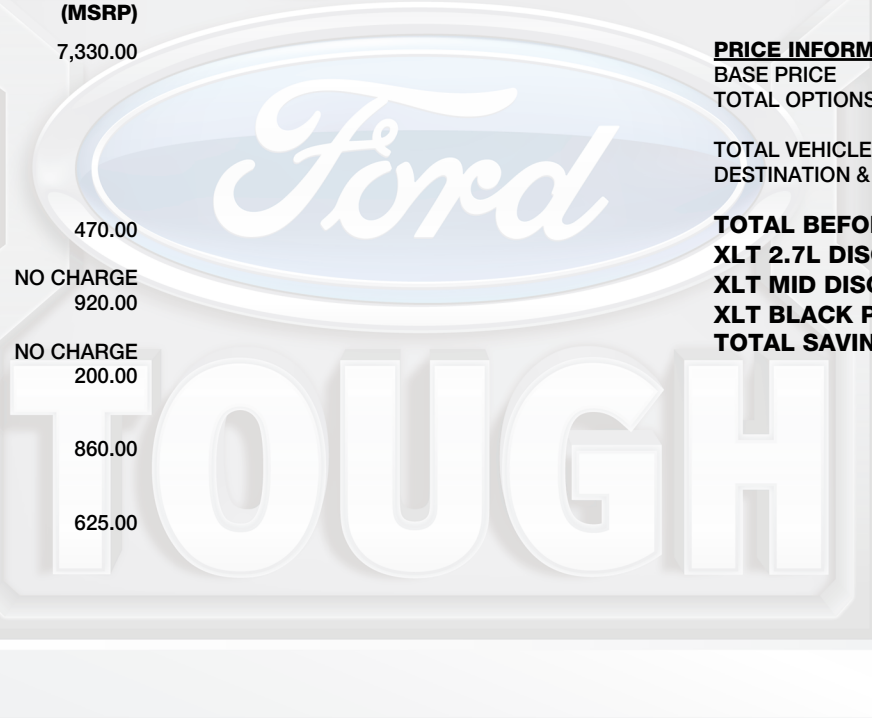 (MSRP)
7,330.00
470.00
NO CHARGE
920.00
NO CHARGE
200.00
860.00
625.00
PRICE INFORM
BASE PRICE
TOTAL OPTIONS
TOTAL VEHICLE
DESTINATION &
TOTAL BEFO
XLT 2.7L DIS
XLT MID DISC
XLT BLACK P
TOTAL SAVIN
Ford
TOUGH